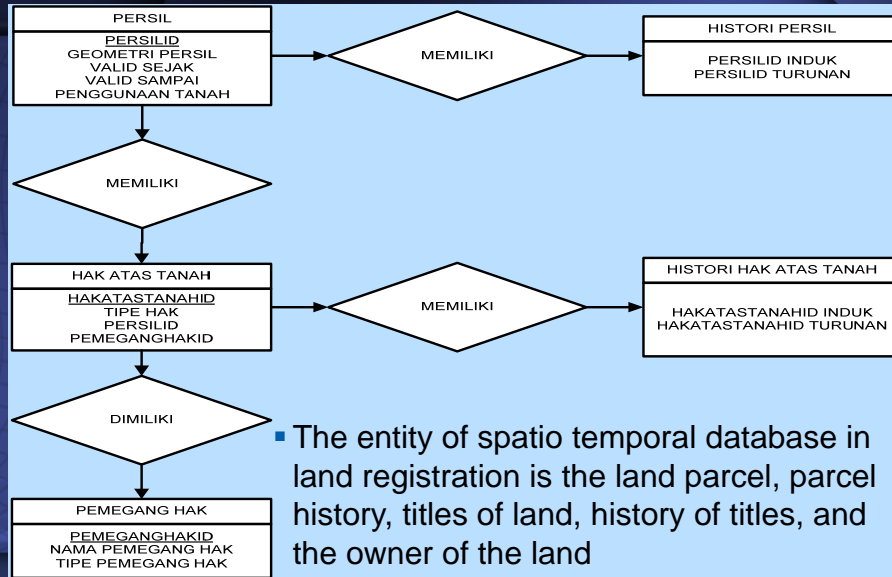 PERSIL
PERSILID
GEOMETRI PERSIL
VALID SEJAK
VALID SAMPAI
PENGGUNAAN TANAH
MEMILIKI
HISTORI PERSIL
PERSILID INDUK
PERSILID TURUNAN
MEMILIKI
HAK ATAS TANAH
HAKATASTANAHID
TIPE HAK
PERSILID
PEMEGANGHAKID
MEMILIKI
HISTORI HAK ATAS TANAH
HAKATASTANAHID INDUK
HAKATASTANAHID TURUNAN
DIMILIKI
PEMEGANG HAK
PEMEGANGHAKID
NAMA PEMEGANG HAK
TIPE PEMEGANG HAK
▪ The entity of spatio temporal database in
land registration is the land parcel, parcel
history, titles of land, history of titles, and
the owner of the land